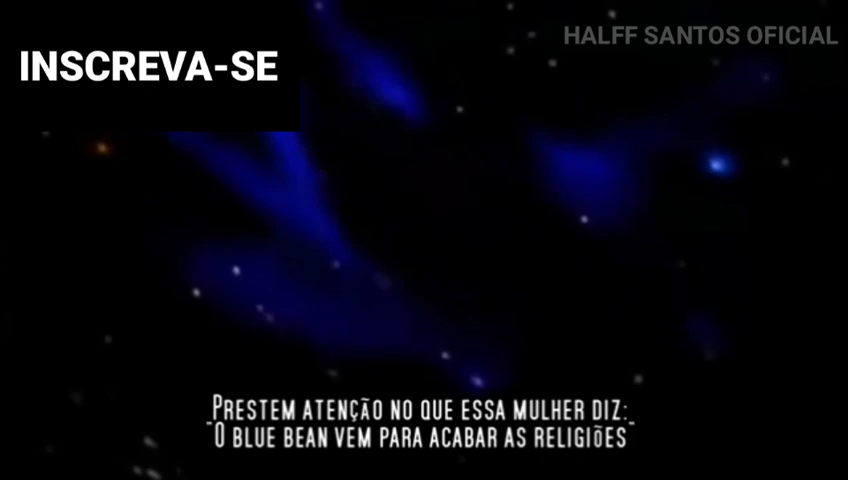 INSCREVA-SE
HALFF SANTOS OFICIAL
PRESTEM ATENÇÃO NO QUE ESSA MULHER DIZ:
"O BLUE BEAN VEM PARA ACABAR AS RELIGIÕES"